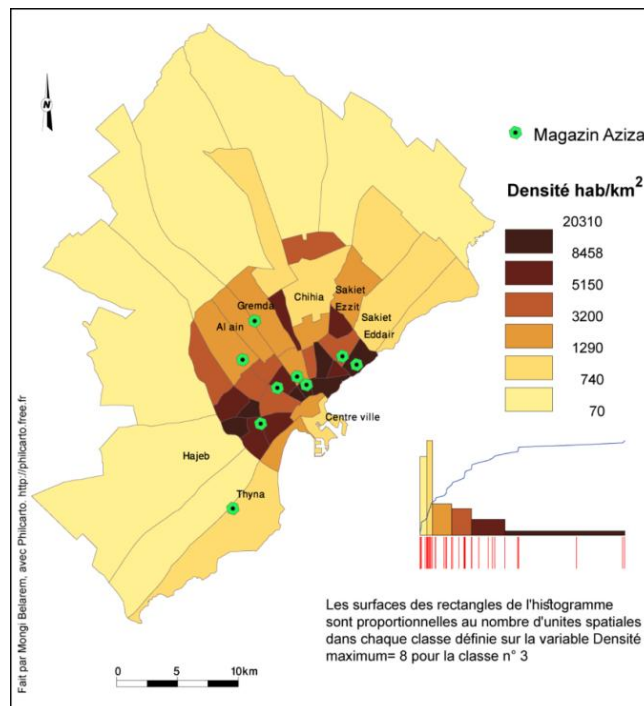 N
Magazin Aziza
Densité hab/km2
20310
8458
5150
3200
1290
740
70
Chihia
Sakiet
Ezzit
Gremda
Al ain
Sakiet
Eddair
Centre ville
Hajeb
Thyna
Les surfaces des rectangles de l'histogramme
sont proportionnelles au nombre d'unites spatiales
dans chaque classe définie sur la variable Densité
maximum= 8 pour la classe n° 3
0 5 10km
Fait par Mongi Belarem, avec Philcarto. http://philcarto.free.fr